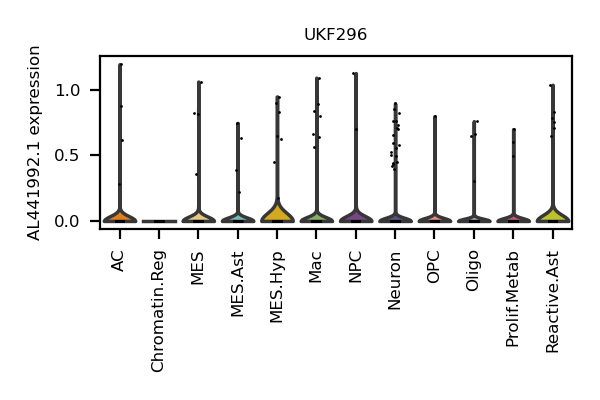 UKF296
AL441992.1 expression
1.0
0.5
0.0
AC
Chromatin.Reg
MES
MES.Ast
MES.Hyp
Mac
NPC
Neuron
OPC
Oligo
Prolif.Metab
Reactive.Ast